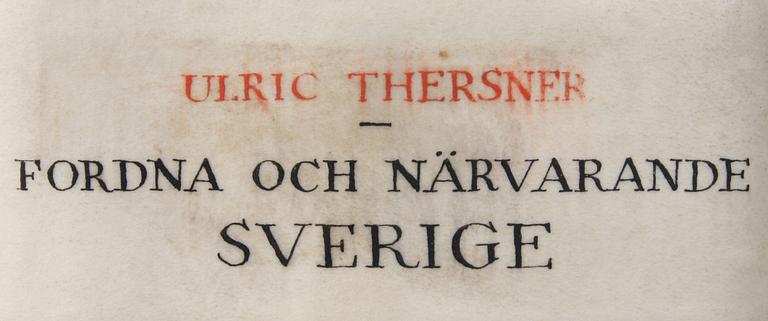 ULRIC THERSNER
—
FORDNA OCH NÄRVARANDE
SVERIGE